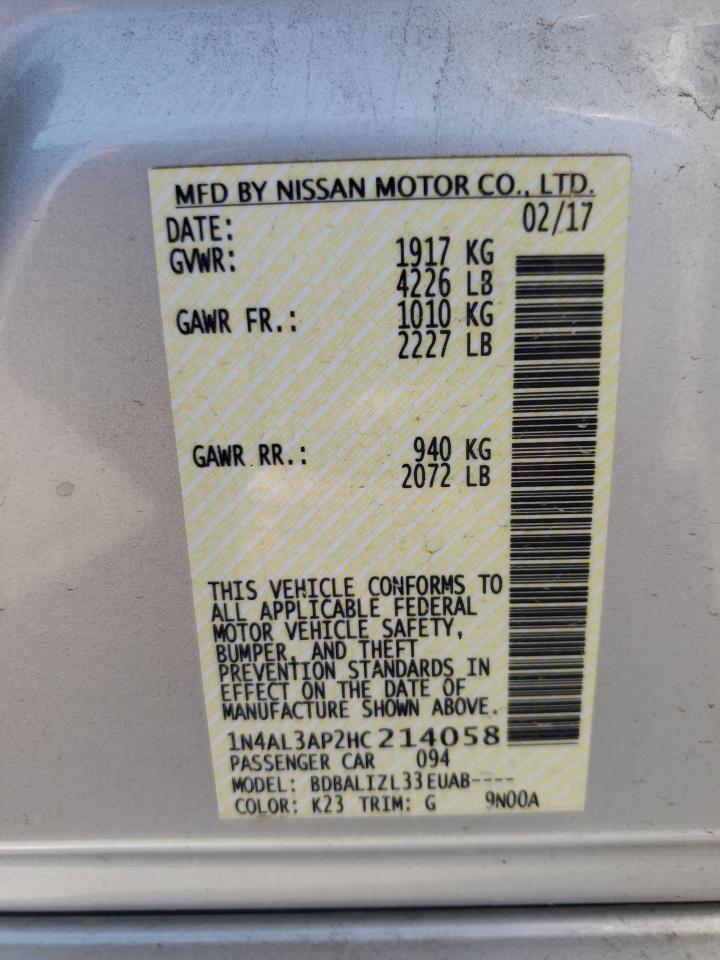 MFD BY NISSAN MOTOR CO., LTD.
DATE: 02/17
GVWR: 1917 KG
4226 LB
GAWR FR.: 1010 KG
2227 LB
GAWR RR.: 940 KG
2072 LB
THIS VEHICLE CONFORMS TO
ALL APPLICABLE FEDERAL
MOTOR VEHICLE SAFETY,
BUMPER, AND THEFT
PREVENTION STANDARDS IN
EFFECT ON THE DATE OF
MANUFACTURE SHOWN ABOVE.
1N4AL3AP2HC214058
PASSENGER CAR 094
MODEL: BDBALIZL33EUAB----
COLOR: K23 TRIM: G 9N00A